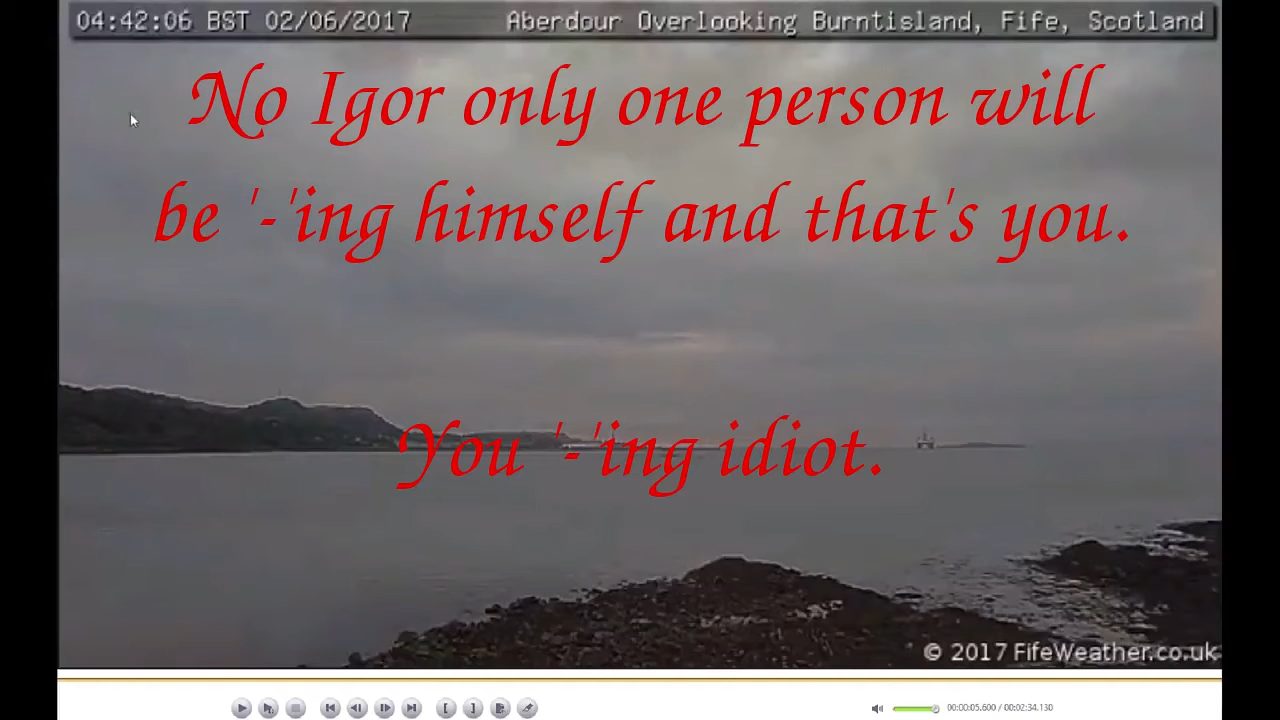 04:42:06 BST 02/06/2017 Aberdour Overlooking Burntisland, Fife, Scotland
No Igor only one person will
be '-'ing himself and that's you.
You '-'ing idiot.
© 2017 FifeWeather.co.uk
00:00:05.600 / 00:02:34.130